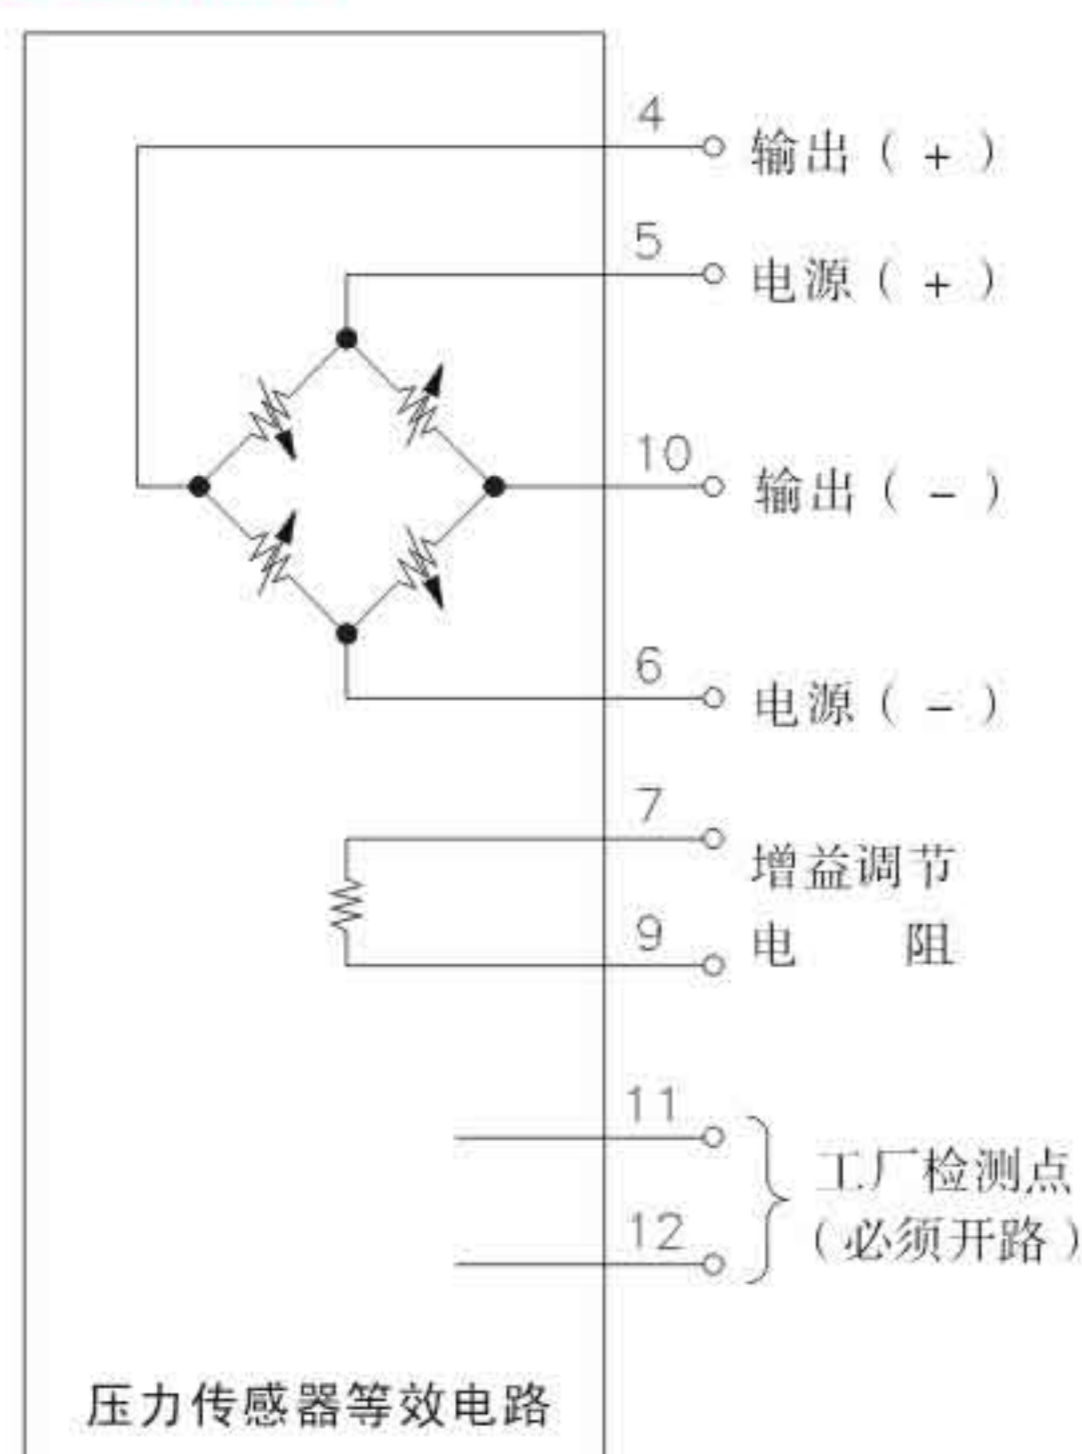 4
输出（+）
5
电源（+）
10
输出（-）
6
电源（-）
7
增益调节
9
电 阻
11
工厂检测点
12
（必须开路）
压力传感器等效电路